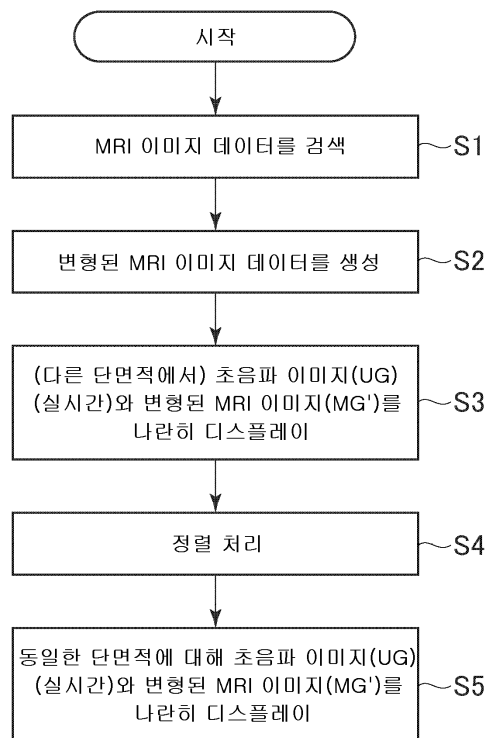 시작
MRI 이미지 데이터를 검색
S1
변형된 MRI 이미지 데이터를 생성
S2
(다른 단면적에서) 초음파 이미지(UG)
(실시간)와 변형된 MRI 이미지(MG')를
나란히 디스플레이
S3
정렬 처리
S4
동일한 단면적에 대해 초음파 이미지(UG)
(실시간)와 변형된 MRI 이미지(MG')를
나란히 디스플레이
S5